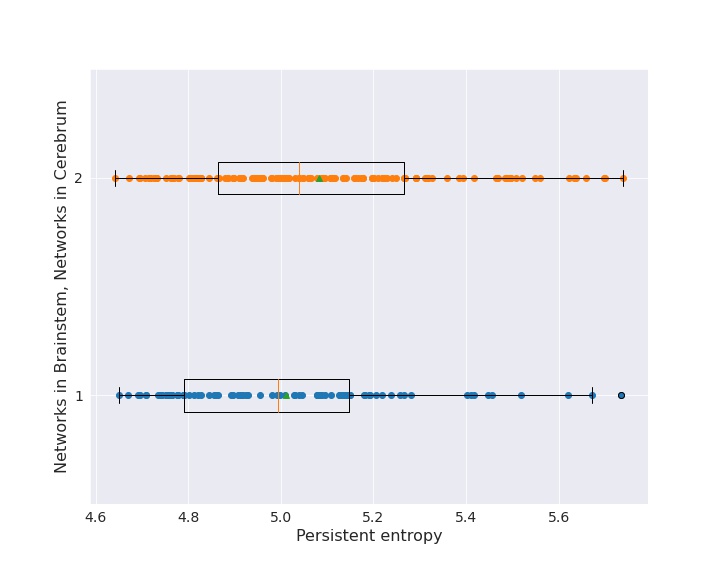 Networks in Brainstem, Networks in Cerebrum
2
1
4.6 4.8 5.0 5.2 5.4 5.6
Persistent entropy